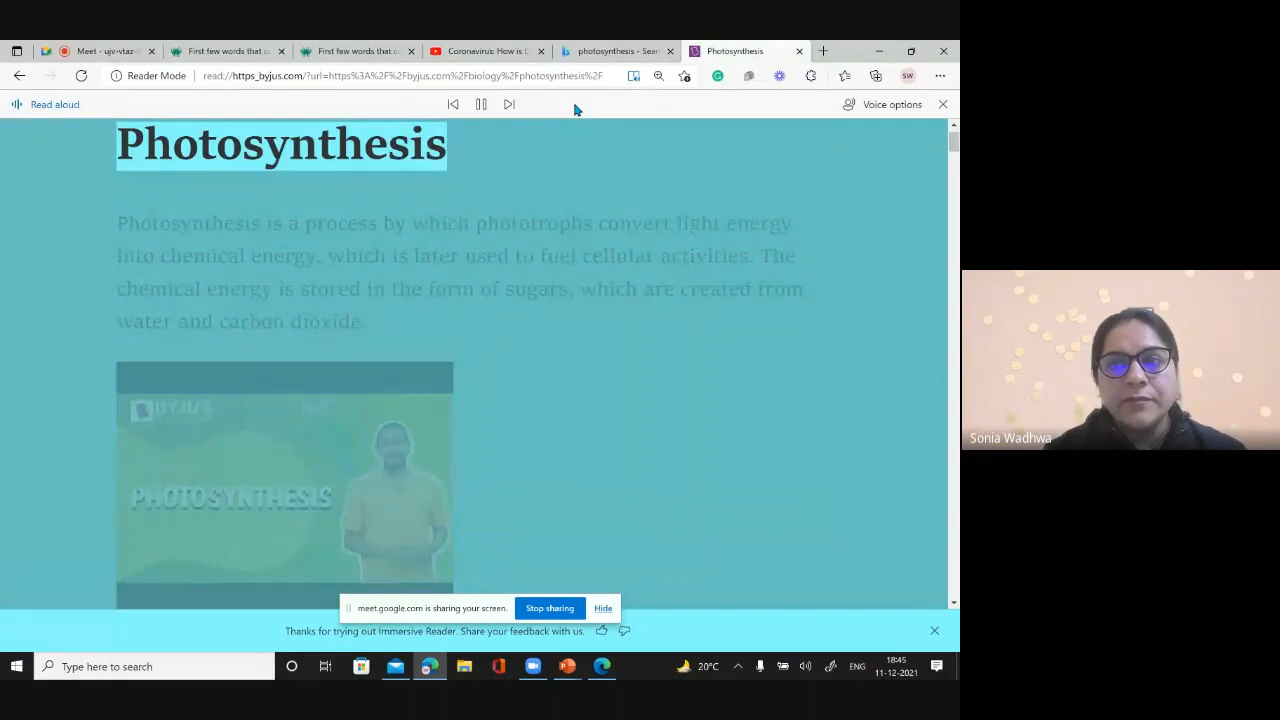 Meet - ujv-vtaz-
First few words that c
First few words that c
Coronavirus: How is C
photosynthesis - Sear
Photosynthesis
Reader Mode read://https_byjus.com/?url=https%3A%2F%2Fbyjus.com%2Fbiology%2Fphotosynthesis%2F
SW
Read aloud
Voice options
Photosynthesis
Photosynthesis is a process by which phototrophs convert light energy
into chemical energy, which is later used to fuel cellular activities. The
chemical energy is stored in the form of sugars, which are created from
water and carbon dioxide.
BYJU'S
PHOTOSYNTHESIS
Sonia Wadhwa
meet.google.com is sharing your screen. Stop sharing Hide
Thanks for trying out Immersive Reader. Share your feedback with us.
Type here to search
20°C
ENG
18:45
11-12-2021